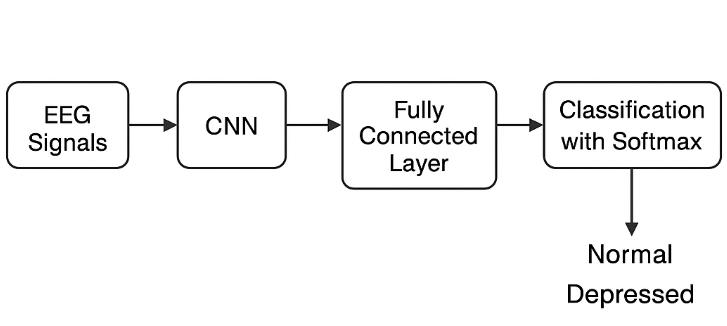 EEG
Signals
CNN
Fully
Connected
Layer
Classification
with Softmax
Normal
Depressed